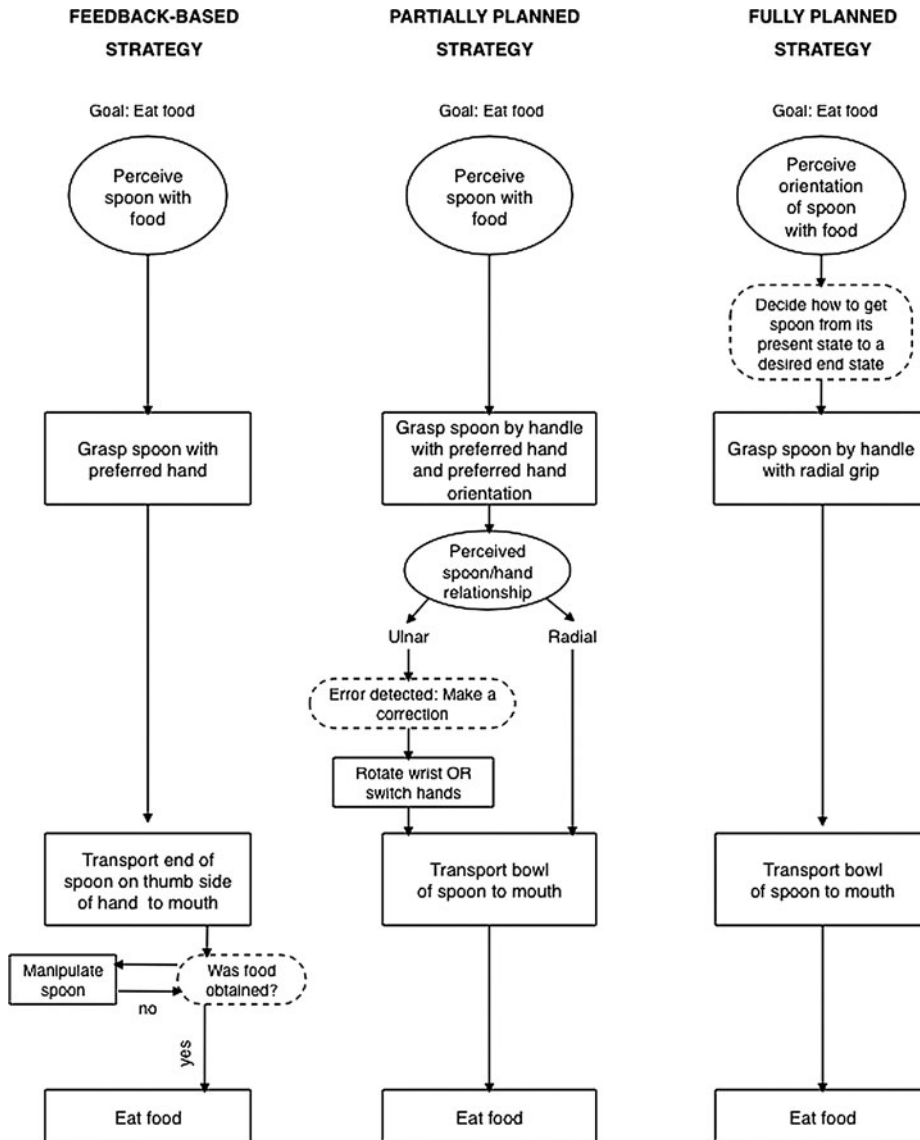 FEEDBACK-BASED
STRATEGY
Goal: Eat food
Perceive
spoon with
food
Grasp spoon with
preferred hand
Transport end of
spoon on thumb side
of hand to mouth
Manipulate
spoon
Was food
obtained?
no
yes
Eat food
PARTIALLY PLANNED
STRATEGY
Goal: Eat food
Perceive
spoon with
food
Grasp spoon by handle
with preferred hand
and preferred hand
orientation
Perceived
spoon/hand
relationship
Ulnar
Radial
Error detected: Make a
correction
Rotate wrist OR
switch hands
Transport bowl
of spoon to mouth
Eat food
FULLY PLANNED
STRATEGY
Goal: Eat food
Perceive
orientation
of spoon
with food
Decide how to get
spoon from its
present state to a
desired end state
Grasp spoon by handle
with radial grip
Transport bowl
of spoon to mouth
Eat food